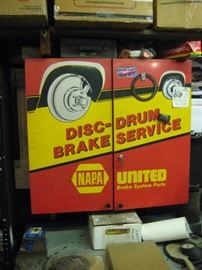 DISC-DRUM
BRAKE SERVICE
NAPA
UNITED
Brake System Parts